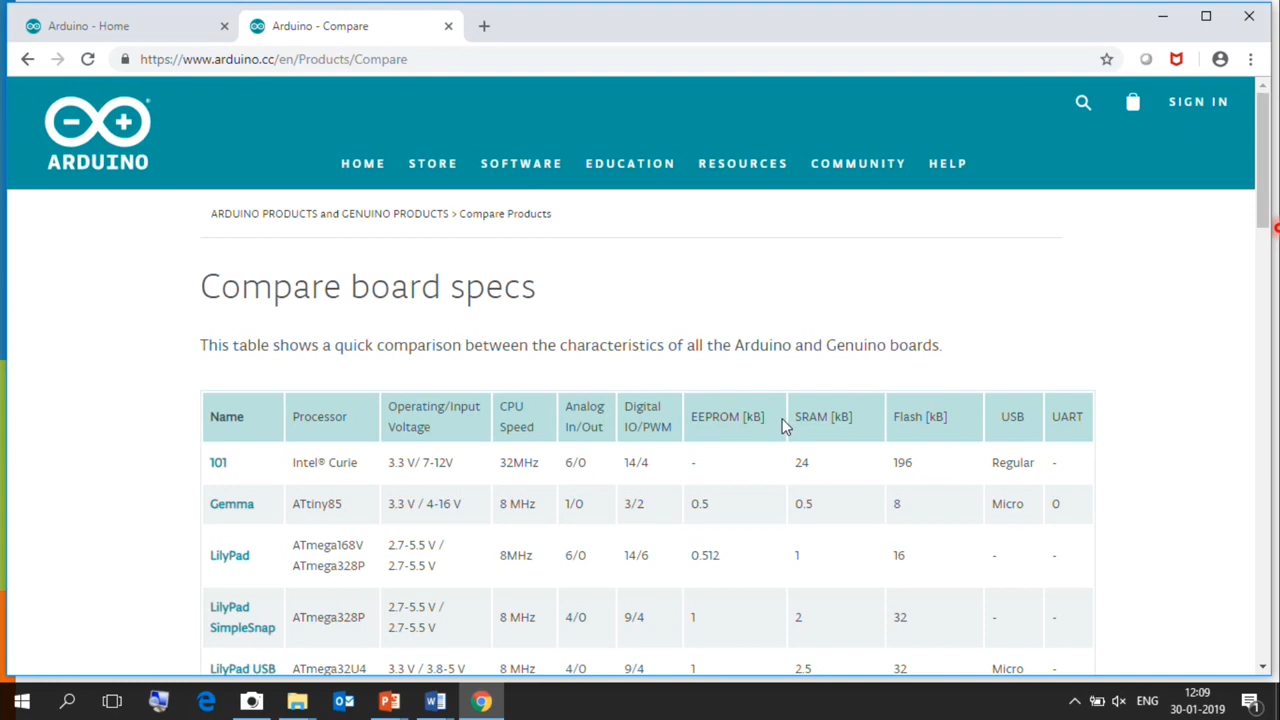 Arduino - Home
Arduino - Compare
https://www.arduino.cc/en/Products/Compare
ARDUINO
SIGN IN
HOME STORE SOFTWARE EDUCATION RESOURCES COMMUNITY HELP
ARDUINO PRODUCTS and GENUINO PRODUCTS > Compare Products
Compare board specs
This table shows a quick comparison between the characteristics of all the Arduino and Genuino boards.
Name Processor Operating/Input Voltage CPU Speed Analog In/Out Digital IO/PWM EEPROM [kB] SRAM [kB] Flash [kB] USB UART
101 Intel® Curie 3.3 V/ 7-12V 32MHz 6/0 14/4 - 24 196 Regular -
Gemma ATtiny85 3.3 V / 4-16 V 8 MHz 1/0 3/2 0.5 0.5 8 Micro 0
LilyPad ATmega168V ATmega328P 2.7-5.5 V / 2.7-5.5 V 8MHz 6/0 14/6 0.512 1 16 - -
LilyPad SimpleSnap ATmega328P 2.7-5.5 V / 2.7-5.5 V 8 MHz 4/0 9/4 1 2 32 - -
LilyPad USB ATmega32U4 3.3 V / 3.8-5 V 8 MHz 4/0 9/4 1 2.5 32 Micro -
ENG
12:09
30-01-2019
1